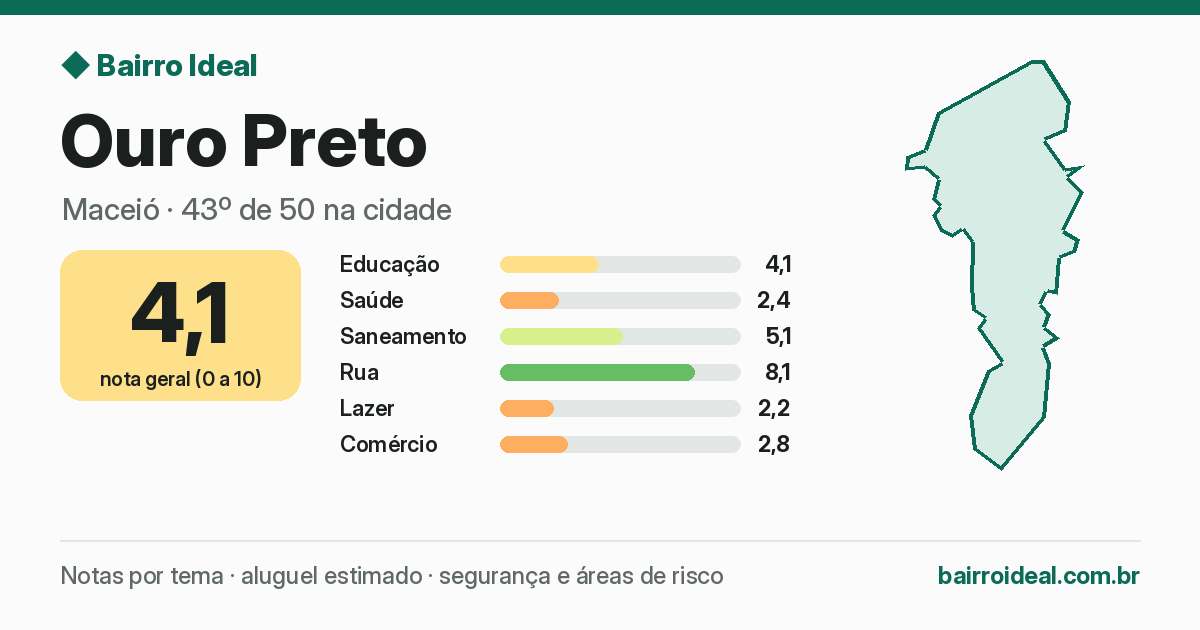 Bairro Ideal
Ouro Preto
Maceió · 43º de 50 na cidade
4,1
nota geral (0 a 10)
Educação 4,1
Saúde 2,4
Saneamento 5,1
Rua 8,1
Lazer 2,2
Comércio 2,8
Notas por tema · aluguel estimado · segurança e áreas de risco
bairroideal.com.br